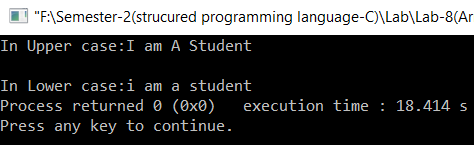 "F:\Semester-2(strucured programming language-C)\Lab\Lab-8(Ar
In Upper case:I am A Student
In Lower case:i am a student
Process returned 0 (0x0)   execution time : 18.414 s
Press any key to continue.